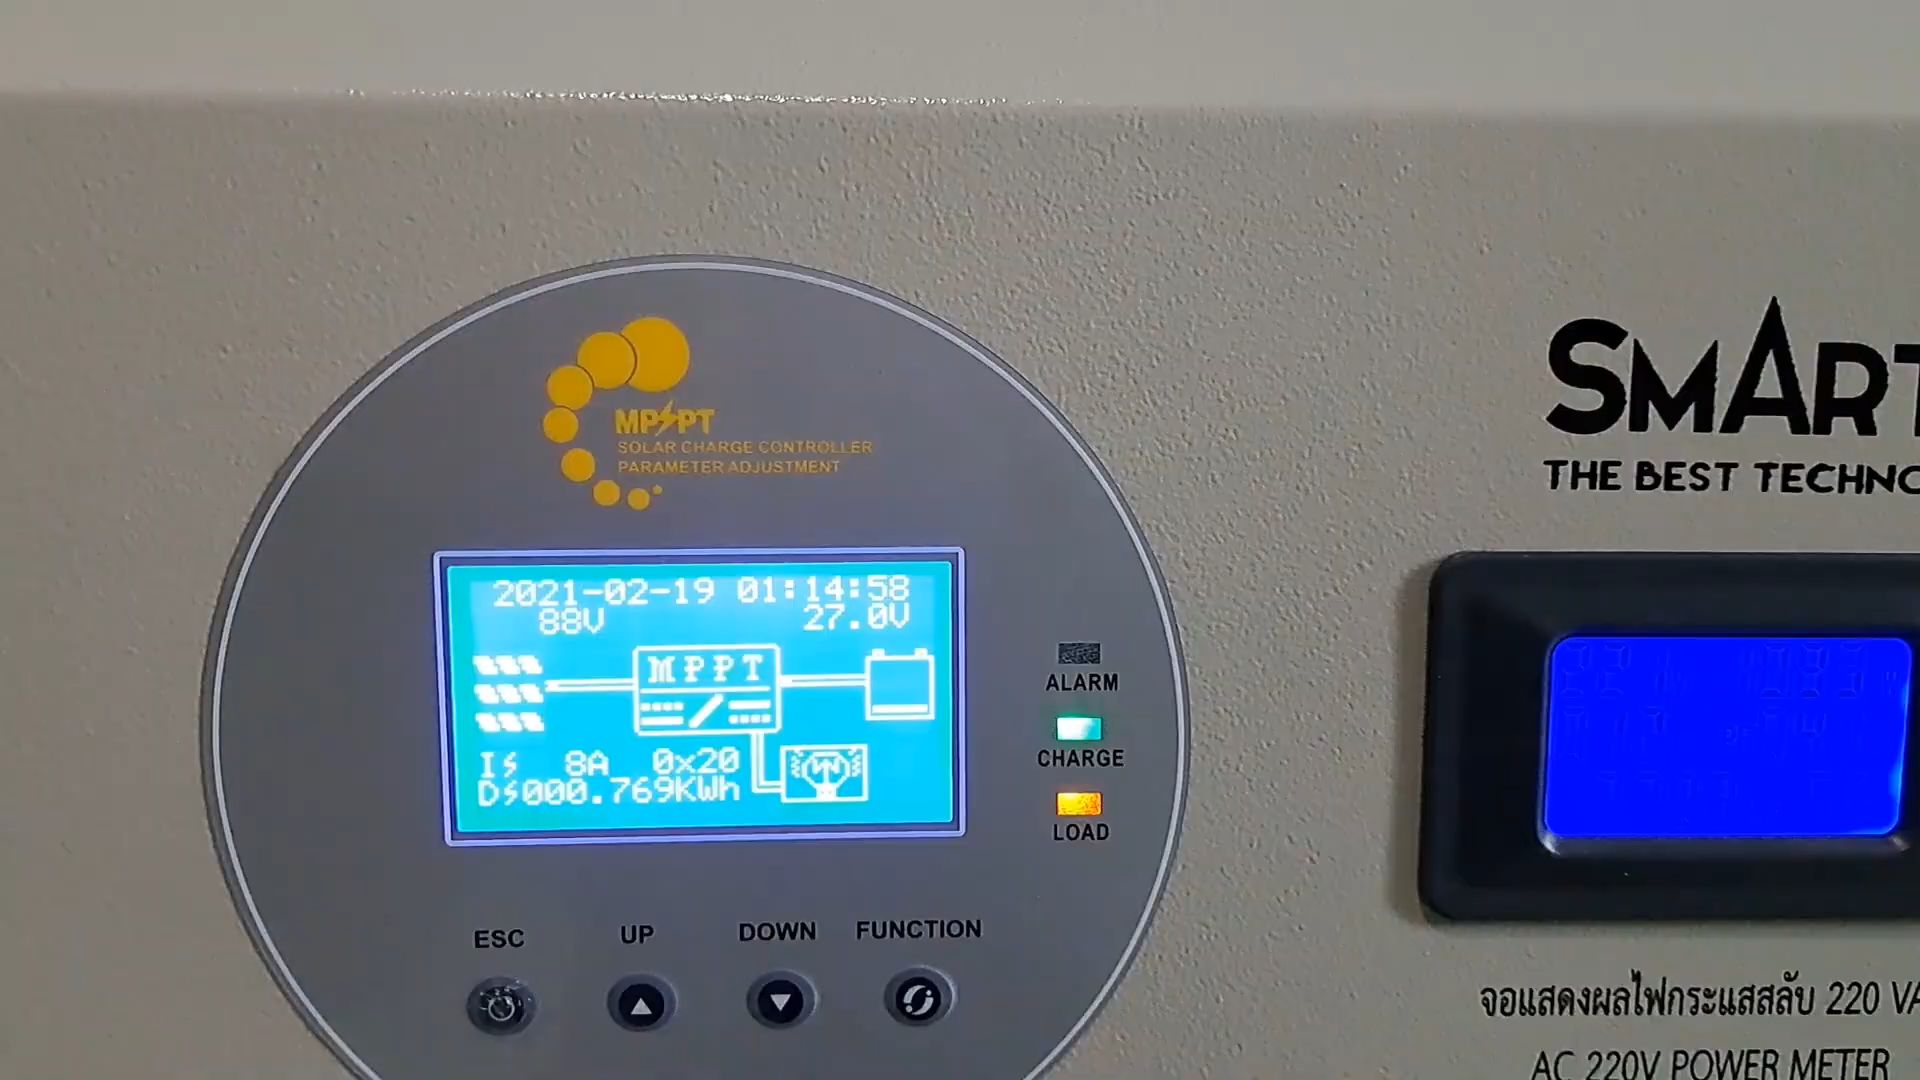 MPPT
SOLAR CHARGE CONTROLLER
PARAMETER ADJUSTMENT
2021-02-19 01:14:58
88V 27.0V
MPPT
I⚡ 8A 0x20
D⚡000.769KWh
ALARM
CHARGE
LOAD
ESC UP DOWN FUNCTION
SMART
THE BEST TECHNO
จอแสดงผลไฟกระแสสลับ 220 VA
AC 220V POWER METER